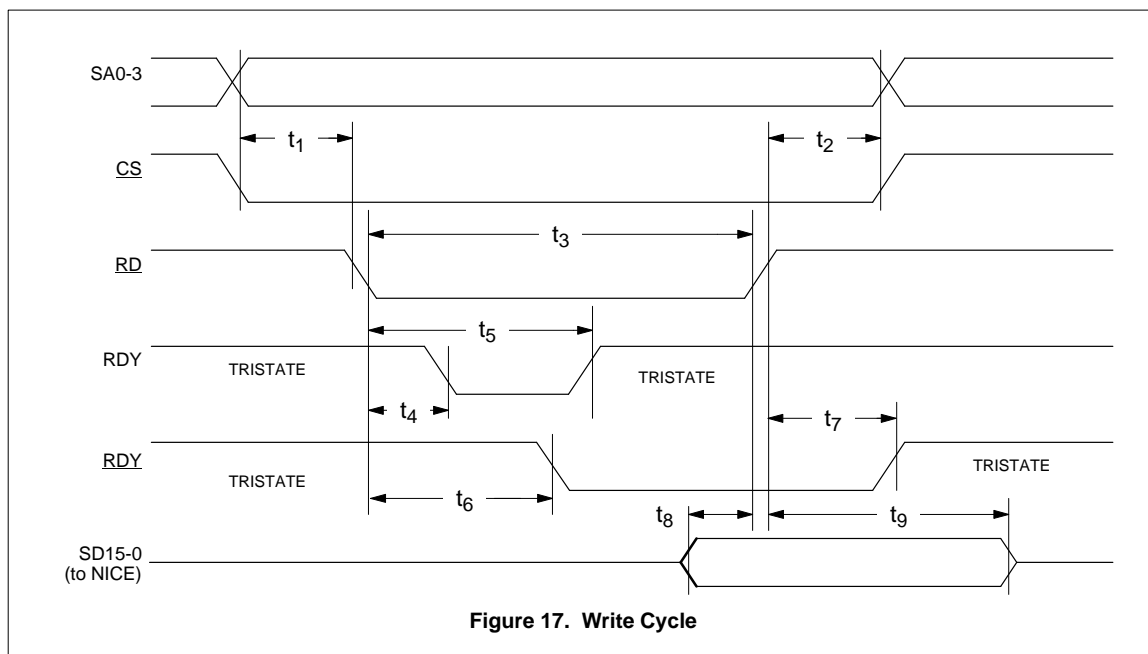 SA0-3
t1
t2
CS
t3
RD
t5
RDY
TRISTATE
TRISTATE
t4
t7
RDY
TRISTATE
TRISTATE
t6
t8
t9
SD15-0
(to NICE)
Figure 17. Write Cycle